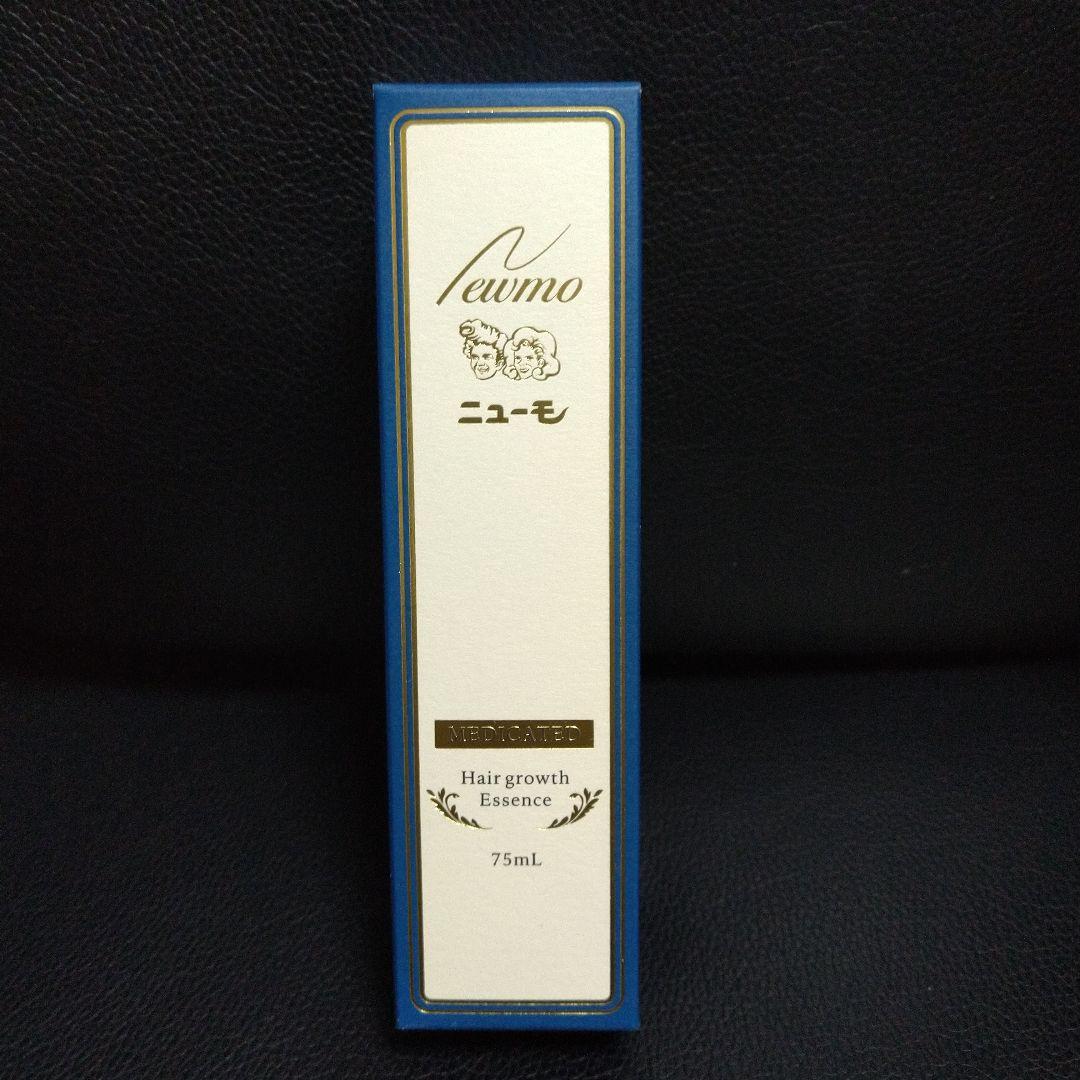 Newmo
ニューモ
MEDICATED
Hair growth
Essence
75mL